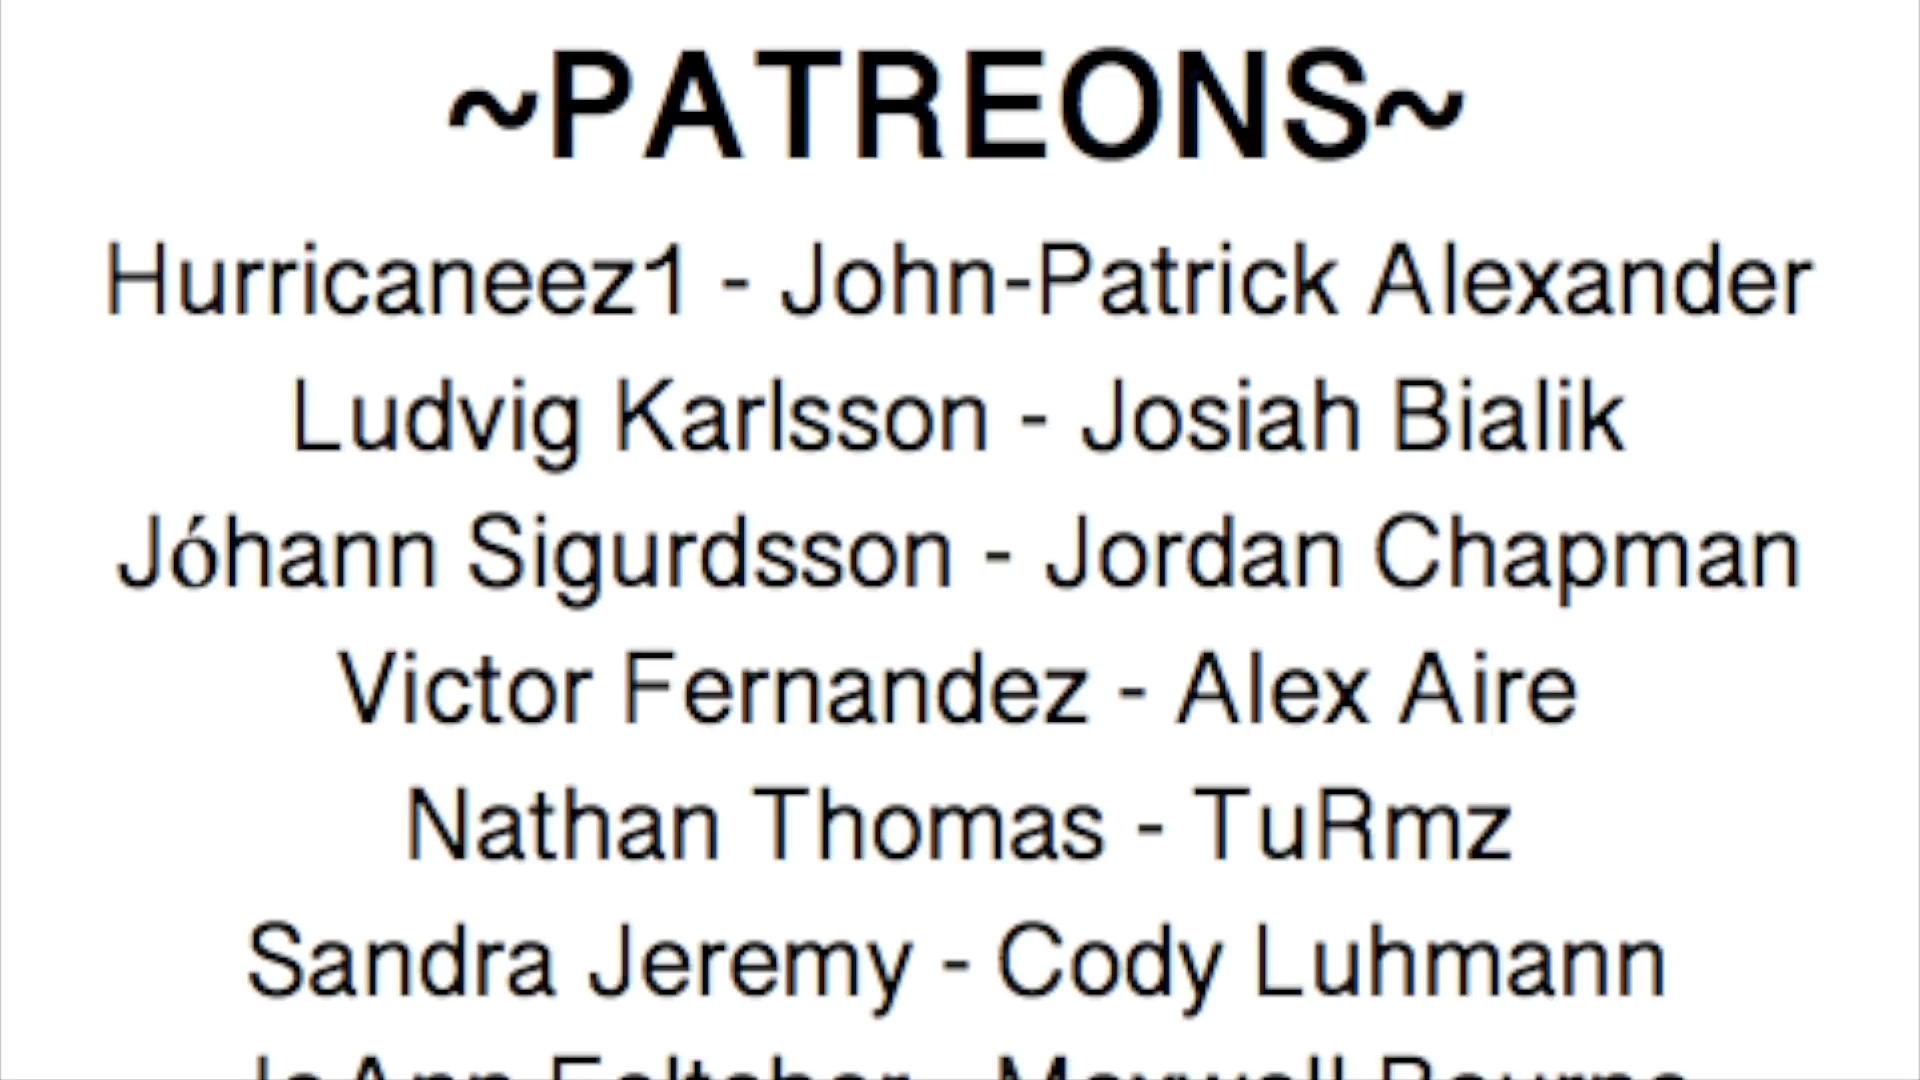 ~PATREONS~
Hurricaneez1 - John-Patrick Alexander
Ludvig Karlsson - Josiah Bialik
Jóhann Sigurdsson - Jordan Chapman
Victor Fernandez - Alex Aire
Nathan Thomas - TuRmz
Sandra Jeremy - Cody Luhmann
- Maxwell